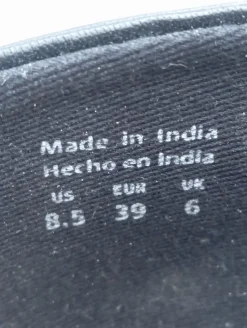 Made in India
Hecho en India
US EUR UK
8.5 39 6